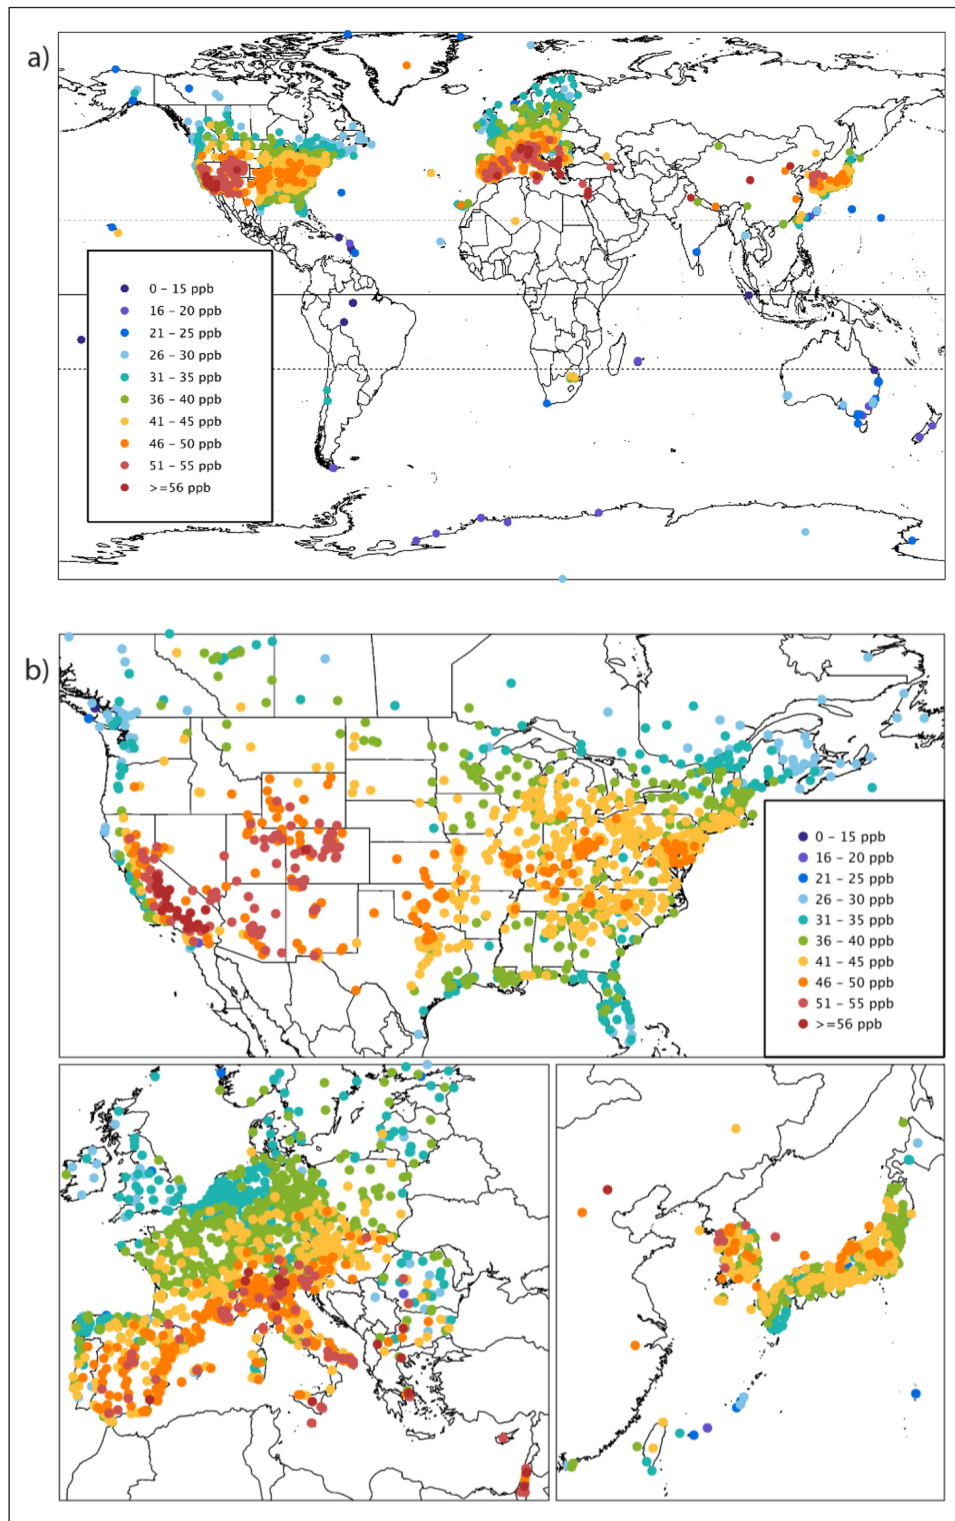 a)
0 – 15 ppb
16 – 20 ppb
21 – 25 ppb
26 – 30 ppb
31 – 35 ppb
36 – 40 ppb
41 – 45 ppb
46 – 50 ppb
51 – 55 ppb
>=56 ppb
b)
0 – 15 ppb
16 – 20 ppb
21 – 25 ppb
26 – 30 ppb
31 – 35 ppb
36 – 40 ppb
41 – 45 ppb
46 – 50 ppb
51 – 55 ppb
>=56 ppb